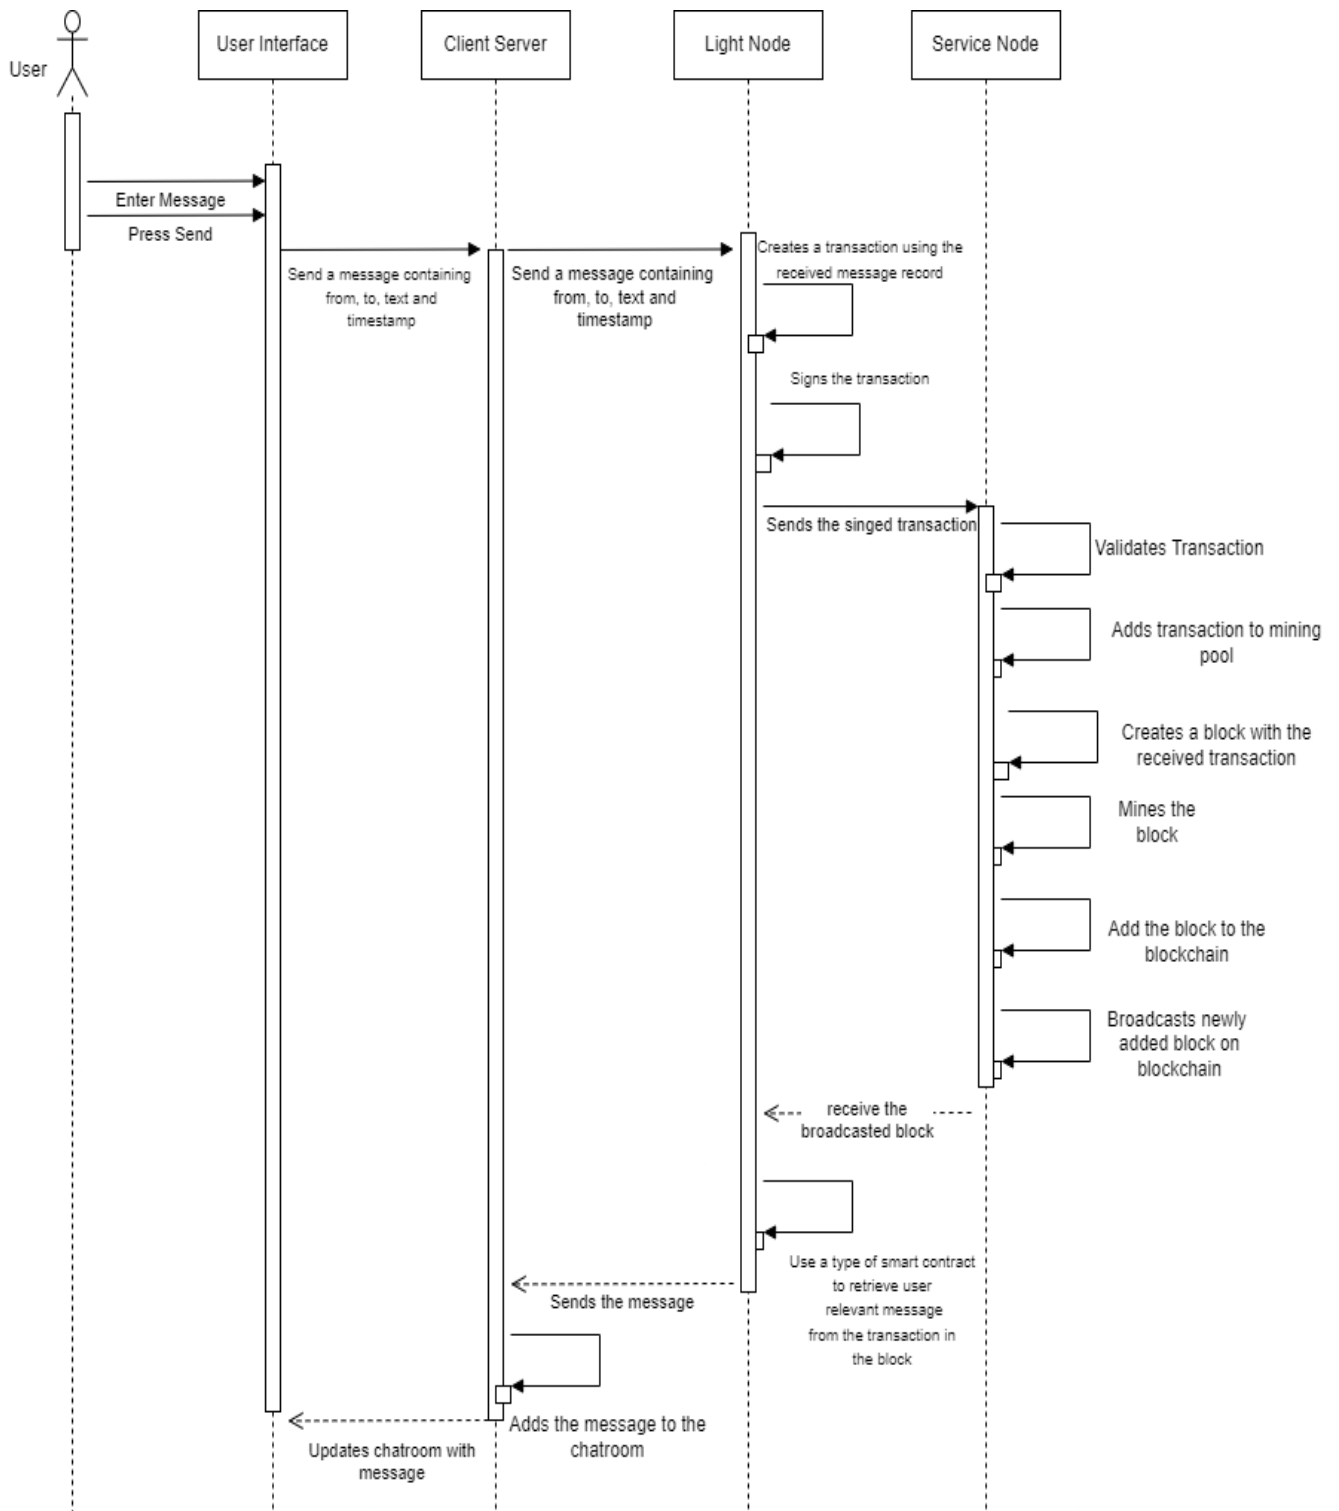 User
User Interface
Client Server
Light Node
Service Node
Enter Message
Press Send
Send a message containing
from, to, text and
timestamp
Send a message containing
from, to, text and
timestamp
Creates a transaction using the
received message record
Signs the transaction
Sends the singed transaction
Validates Transaction
Adds transaction to mining
pool
Creates a block with the
received transaction
Mines the
block
Add the block to the
blockchain
Broadcasts newly
added block on
blockchain
receive the
broadcasted block
Use a type of smart contract
to retrieve user
relevant message
from the transaction in
the block
Sends the message
Adds the message to the
chatroom
Updates chatroom with
message